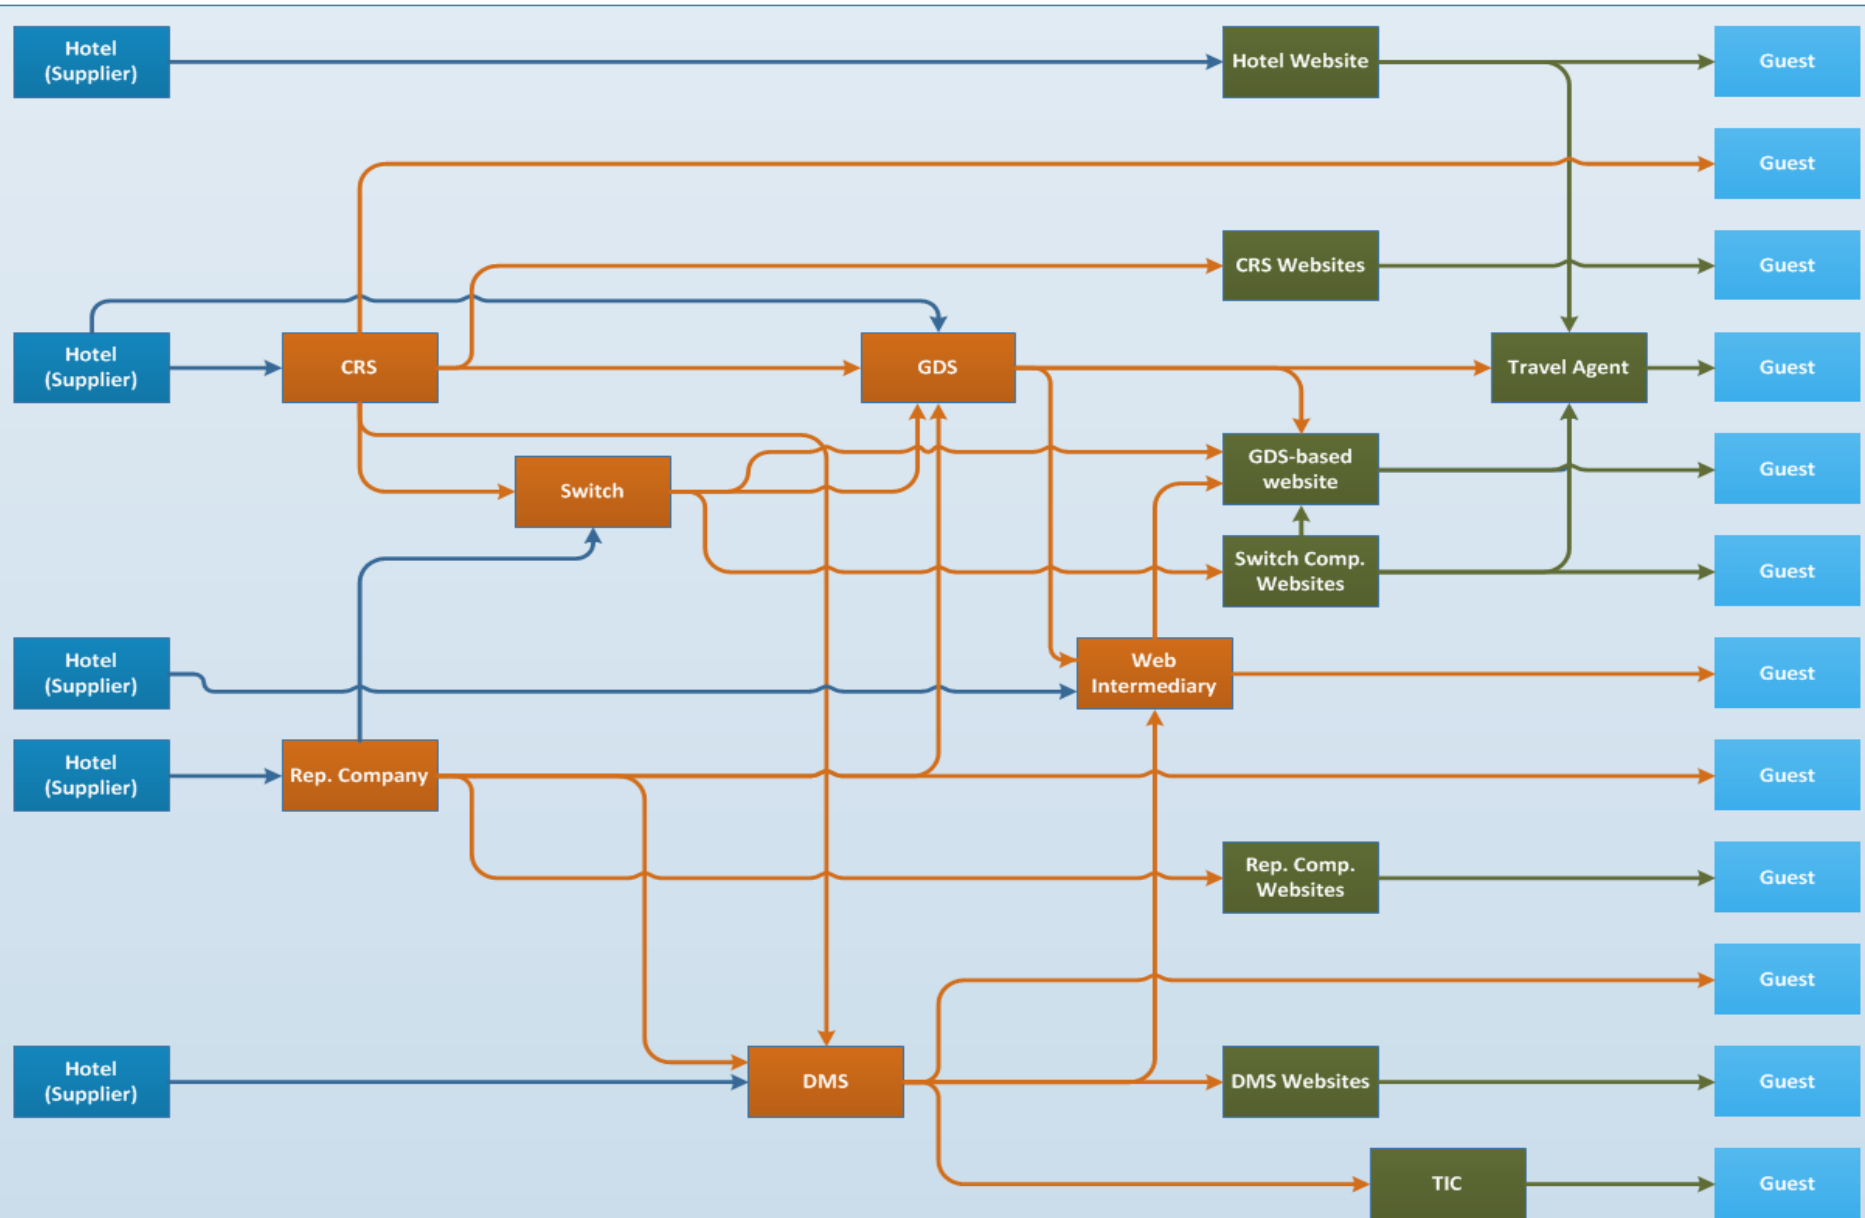 Hotel
(Supplier)
Hotel Website
Guest
Guest
CRS Websites
Guest
Hotel
(Supplier)
CRS
GDS
Travel Agent
Guest
GDS-based
website
Guest
Switch
Switch Comp.
Websites
Guest
Hotel
(Supplier)
Web
Intermediary
Guest
Hotel
(Supplier)
Rep. Company
Guest
Rep. Comp.
Websites
Guest
Guest
Hotel
(Supplier)
DMS
DMS Websites
Guest
TIC
Guest